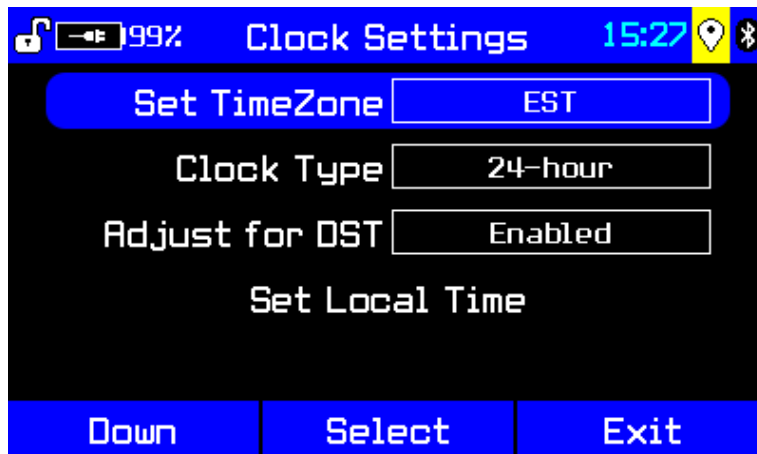 99% Clock Settings 15:27
Set TimeZone EST
Clock Type 24-hour
Adjust for DST Enabled
Set Local Time
Down Select Exit